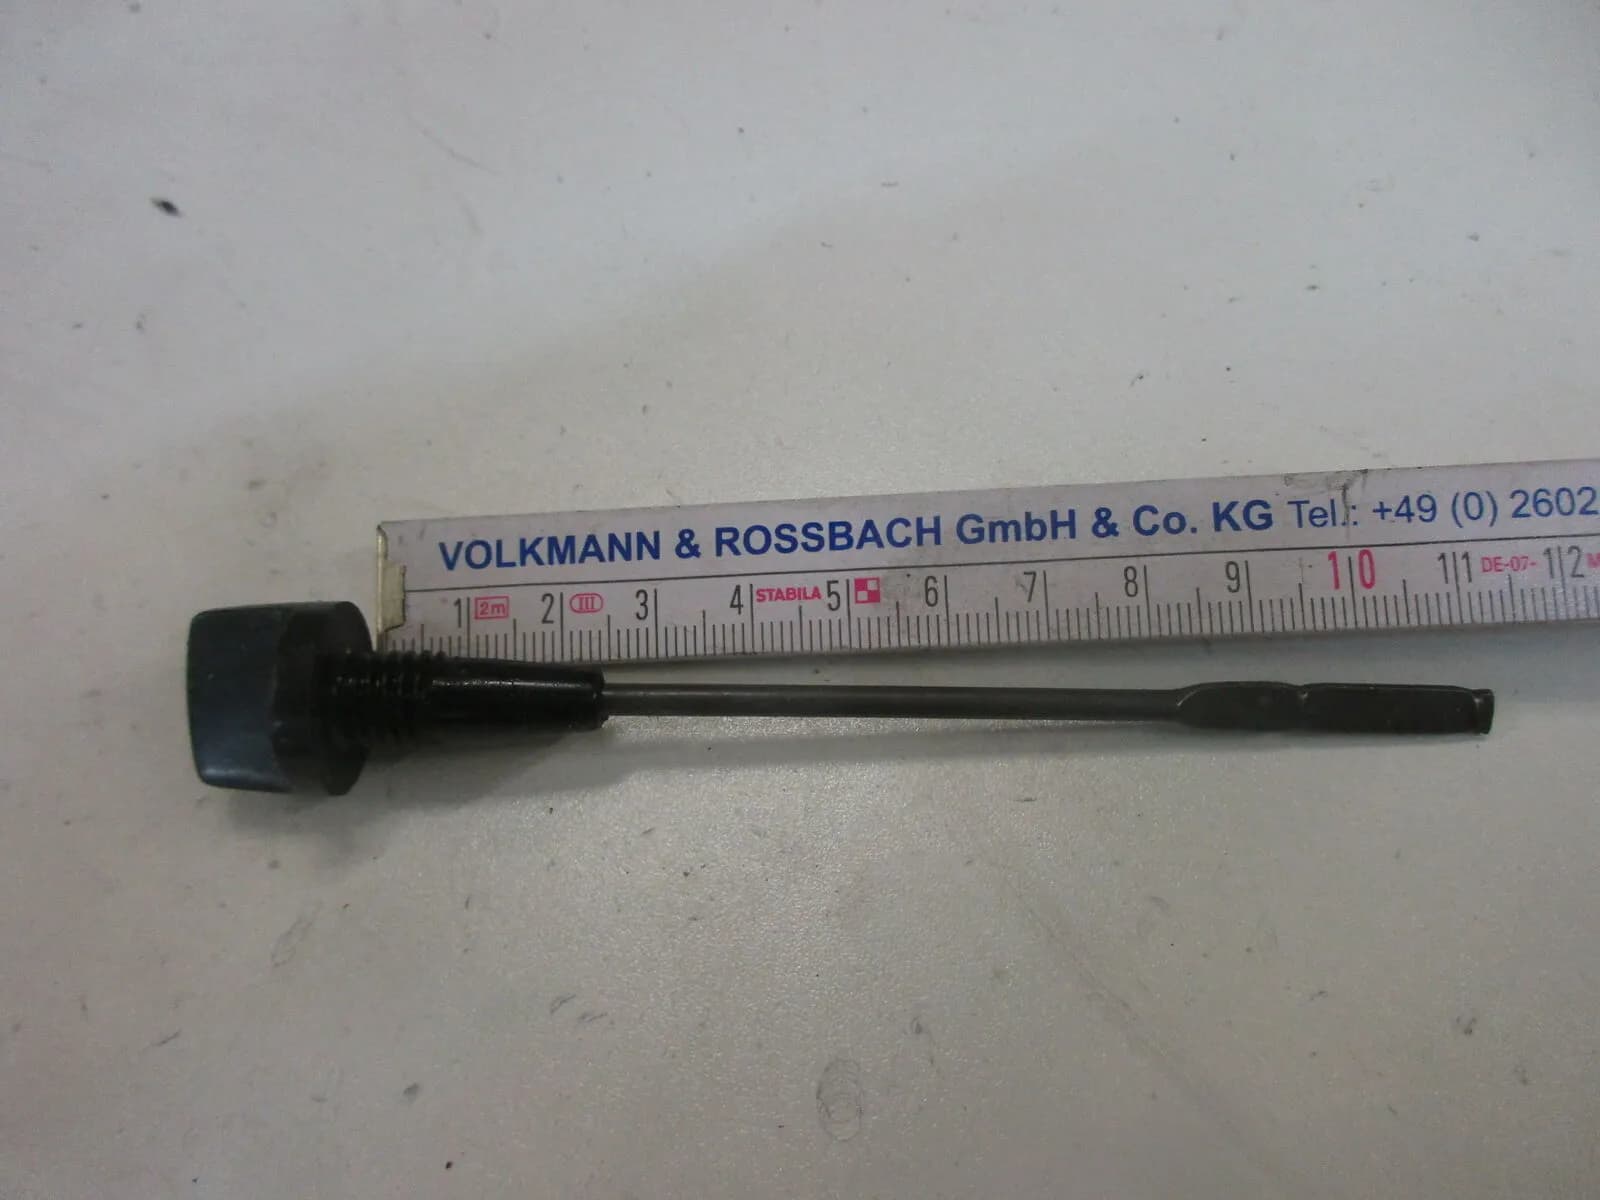 VOLKMANN & ROSSBACH GmbH & Co. KG Tel.: +49 (0) 2602
1 2m 2 III 3 4 STABILA 5 6 7 8 9 10 11 DE-07- 12 M